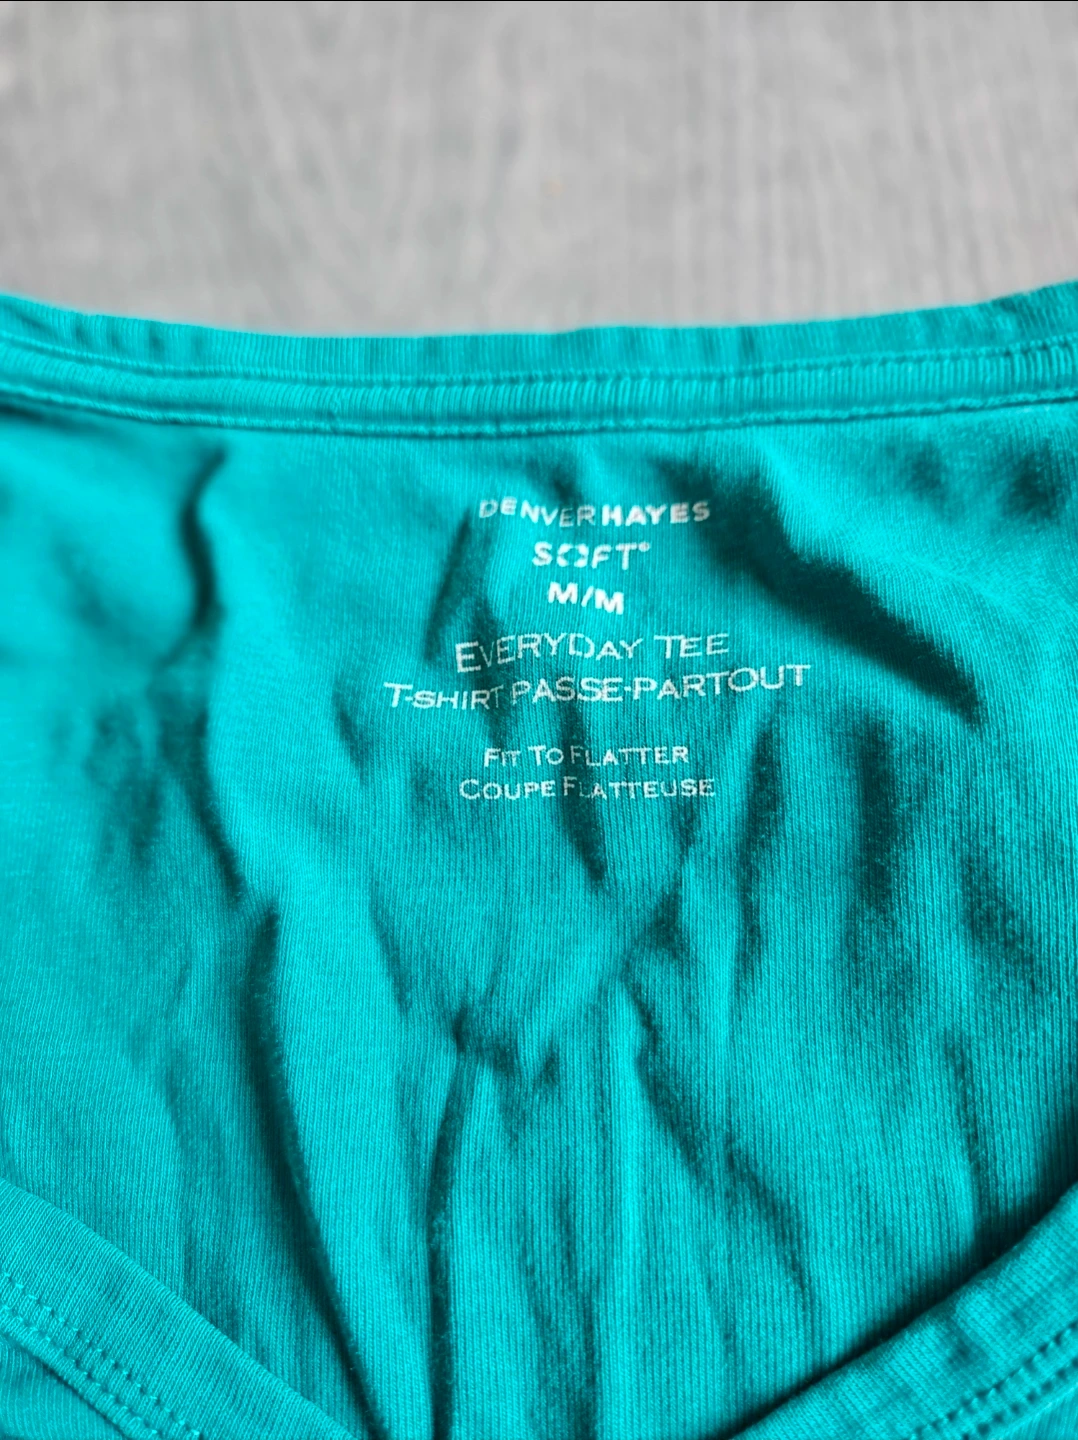 DENVER HAYES
SOFT®
M/M
EVERYDAY TEE
T-SHIRT PASSE-PARTOUT
FIT TO FLATTER
COUPE FLATTEUSE